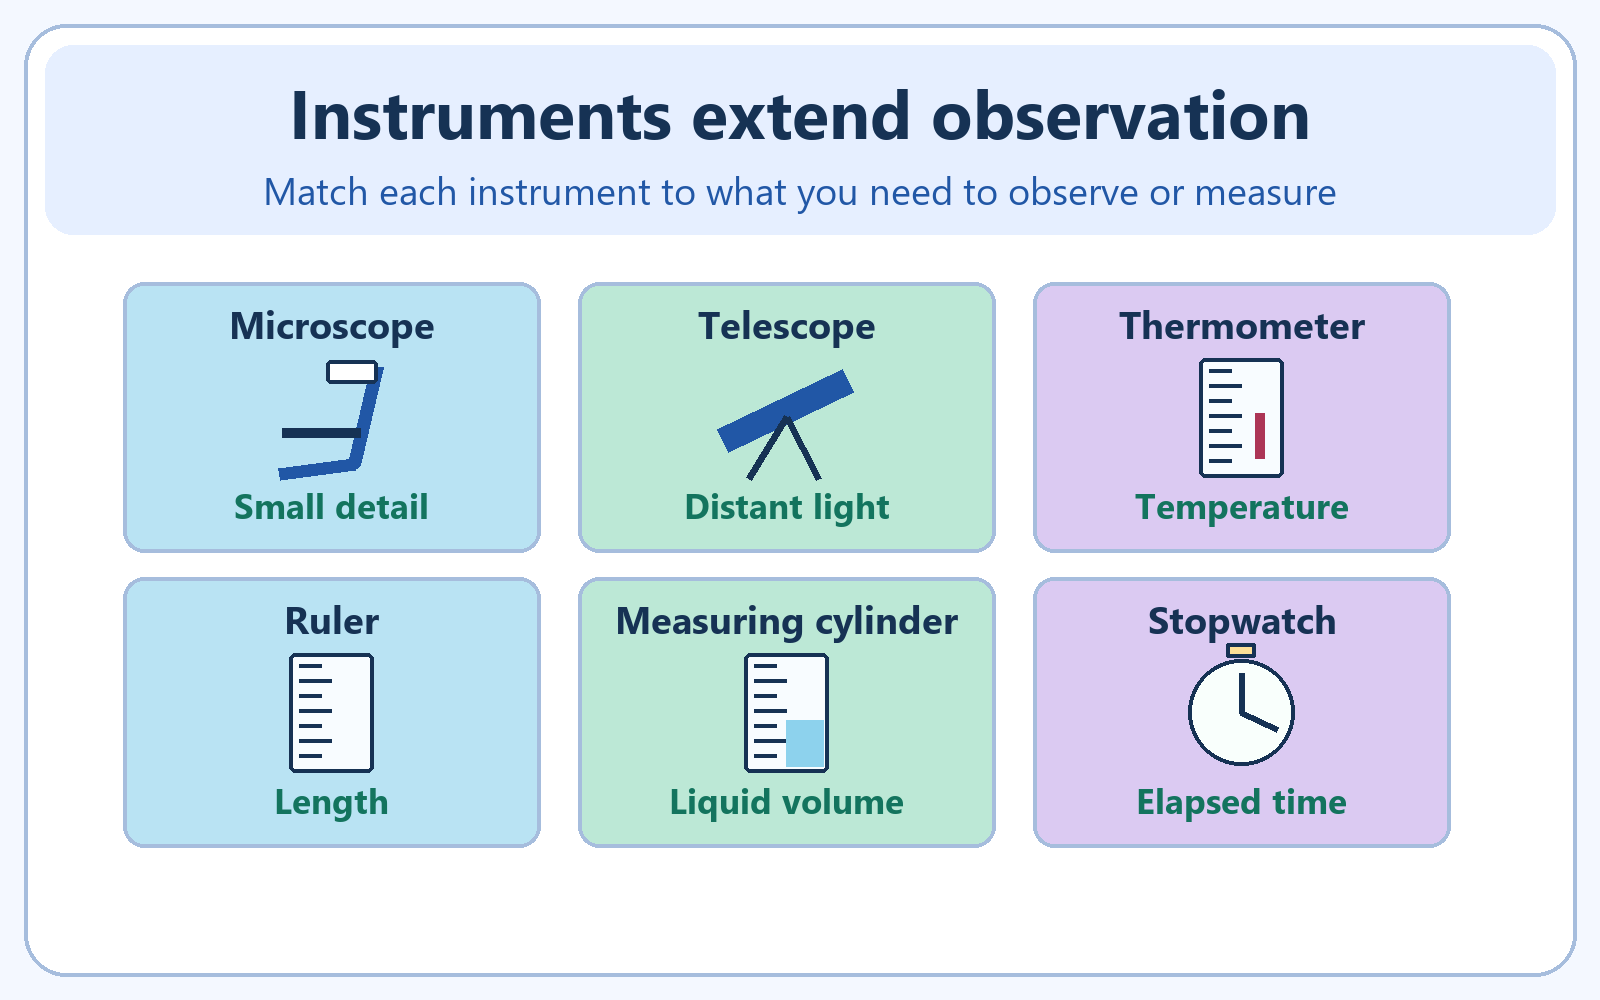 Instruments extend observation
Match each instrument to what you need to observe or measure
Microscope
Small detail
Telescope
Distant light
Thermometer
Temperature
Ruler
Length
Measuring cylinder
Liquid volume
Stopwatch
Elapsed time